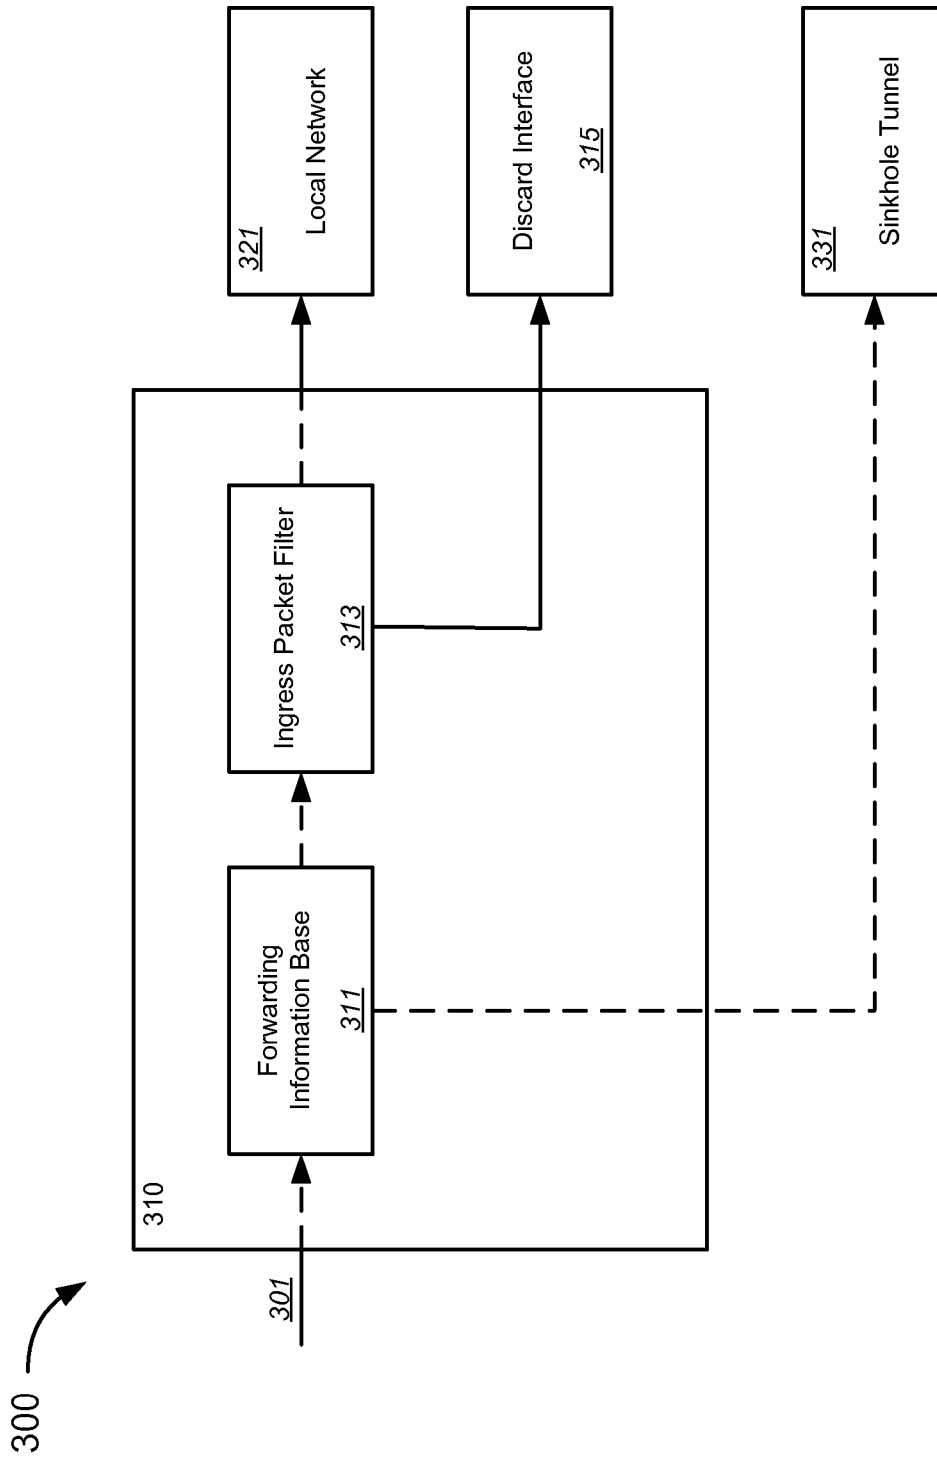 300
301
310
Forwarding
Information Base
311
Ingress Packet Filter
313
321
Local Network
Discard Interface
315
331
Sinkhole Tunnel